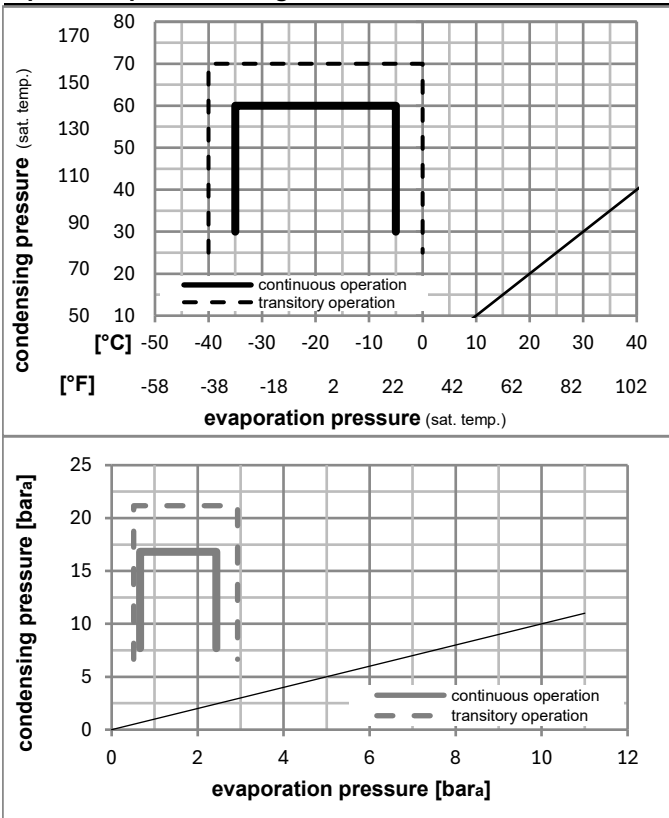 80
170
70
150
60
130
50
110
40
90
30
70
20
50
10
condensing pressure (sat. temp.)
continuous operation
transitory operation
[°C] -50 -40 -30 -20 -10 0 10 20 30 40
[°F] -58 -38 -18 2 22 42 62 82 102
evaporation pressure (sat. temp.)
25
20
15
10
5
0
condensing pressure [bara]
continuous operation
transitory operation
0 2 4 6 8 10 12
evaporation pressure [bara]